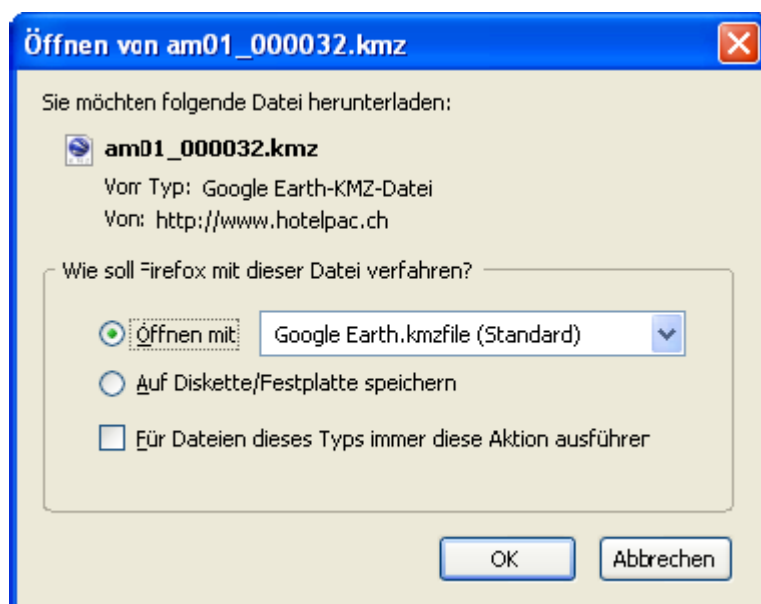 Öffnen von am01_000032.kmz
Sie möchten folgende Datei herunterladen:
am01_000032.kmz
Vom Typ: Google Earth-KMZ-Datei
Von: http://www.hotelpac.ch
Wie soll Firefox mit dieser Datei verfahren?
Öffnen mit Google Earth.kmzfile (Standard)
Auf Diskette/Festplatte speichern
Für Dateien dieses Typs immer diese Aktion ausführen
OK Abbrechen